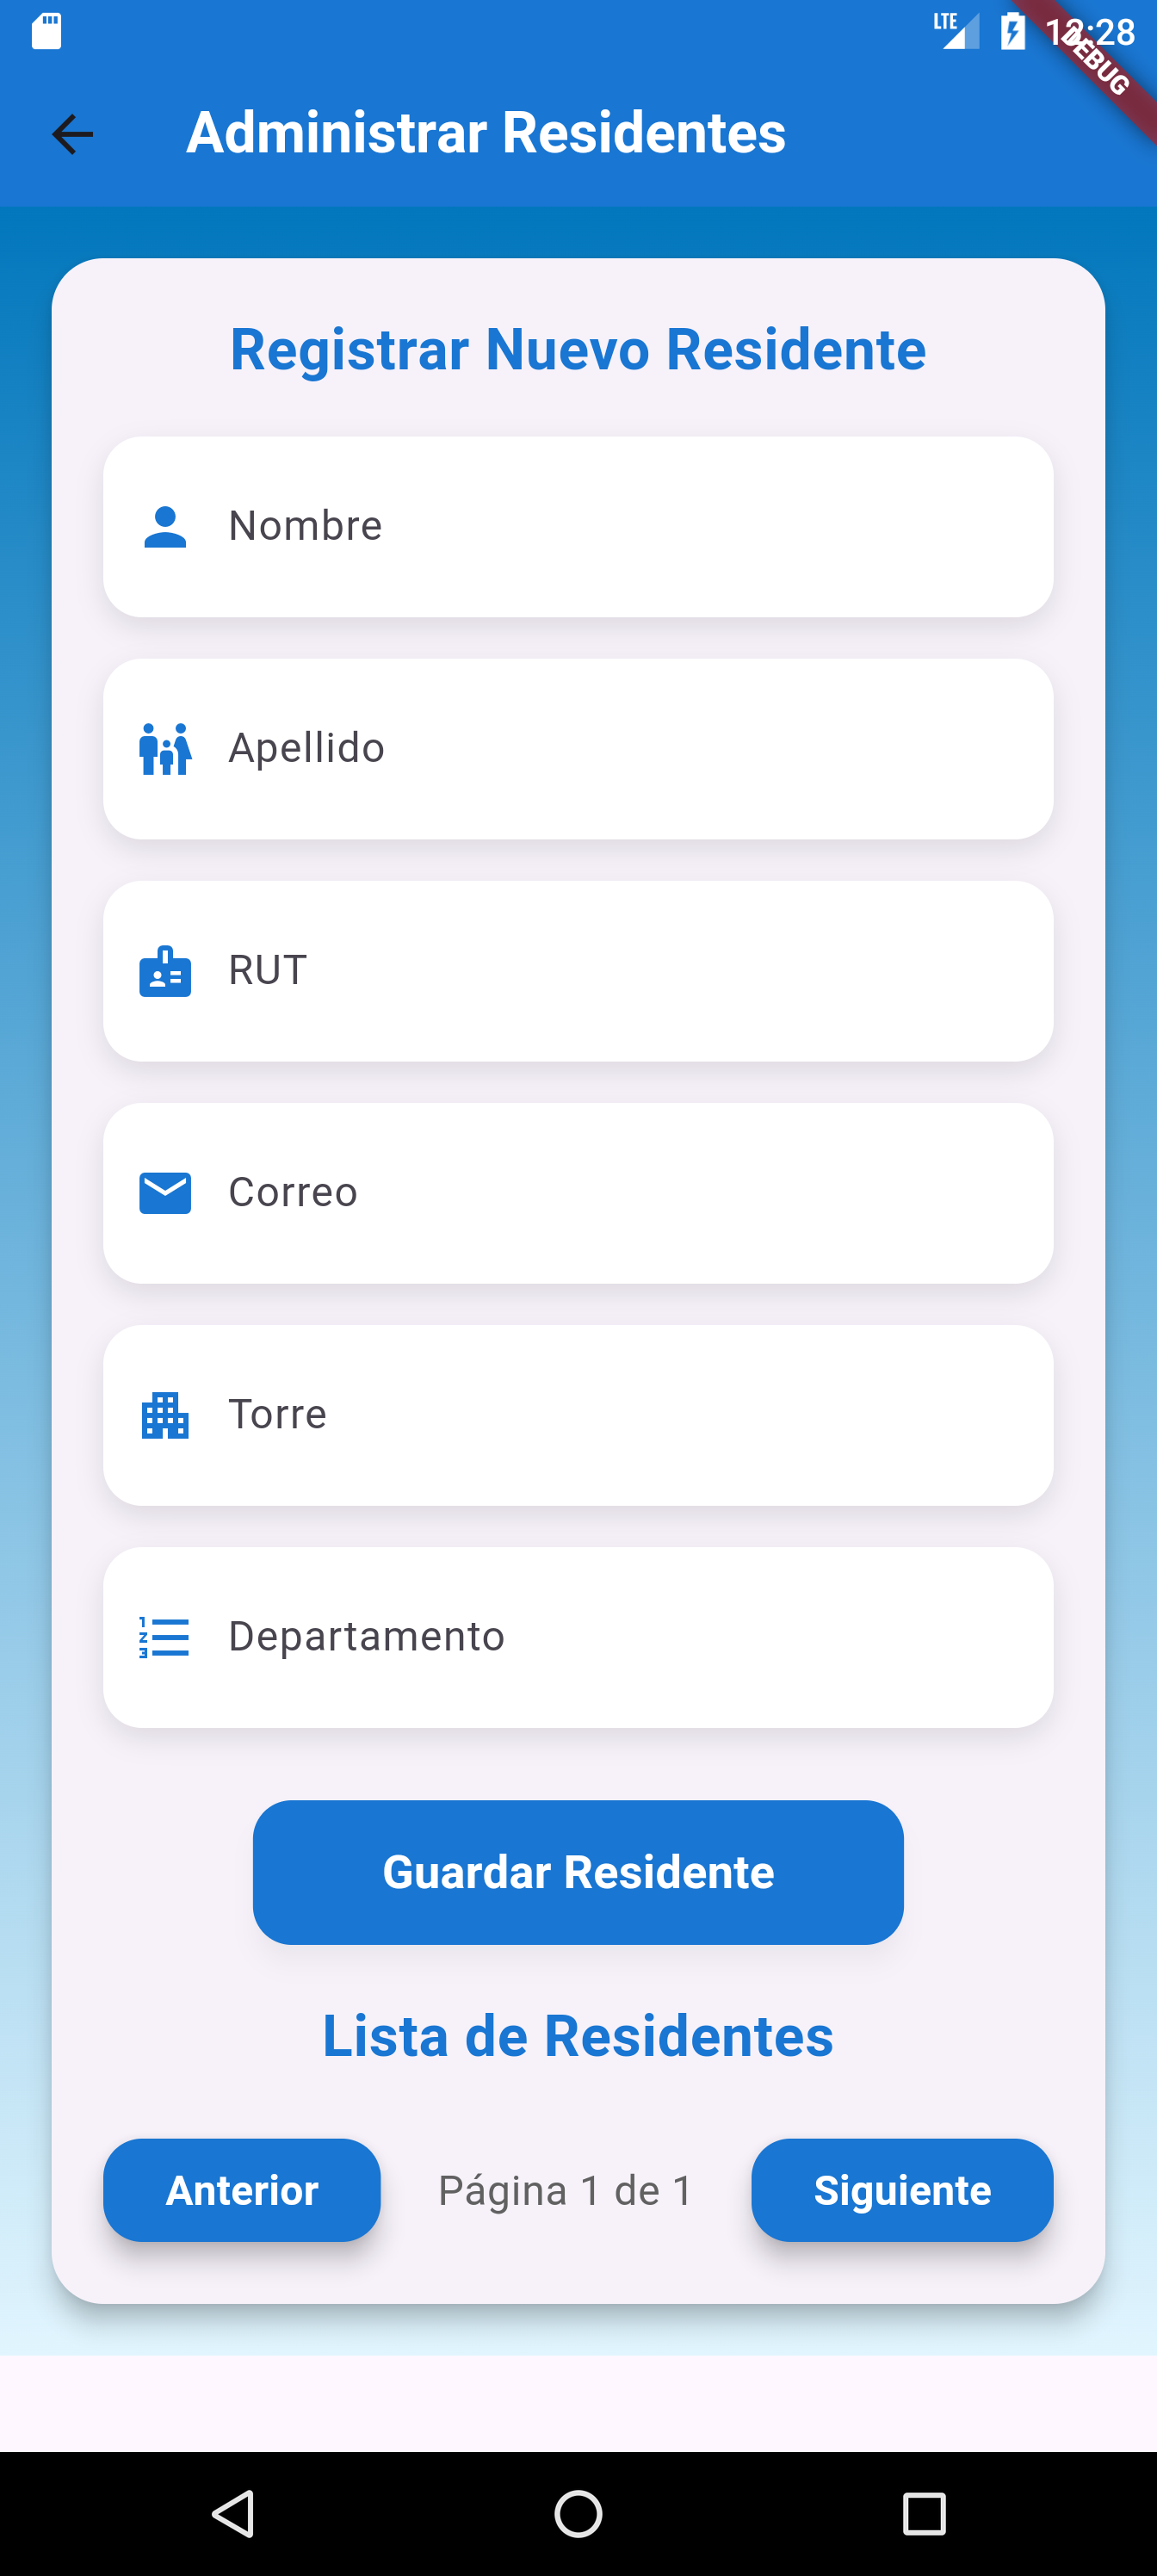 LTE 12:28
DEBUG
Administrar Residentes
Registrar Nuevo Residente
Nombre
Apellido
RUT
Correo
Torre
Departamento
Guardar Residente
Lista de Residentes
Anterior Página 1 de 1 Siguiente